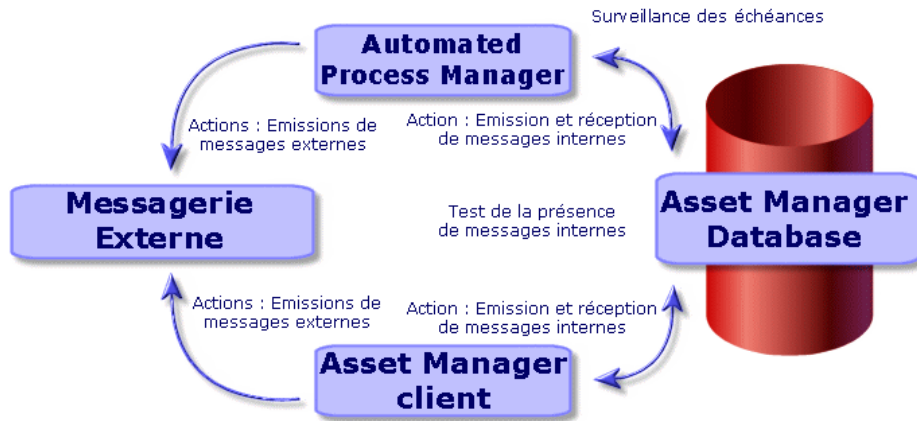 Surveillance des échéances
Automated
Process Manager
Actions : Emissions de
messages externes
Action : Emission et réception
de messages internes
Messagerie
Externe
Test de la présence
de messages internes
Asset Manager
Database
Actions : Emissions de
messages externes
Action : Emission et réception
de messages internes
Asset Manager
client